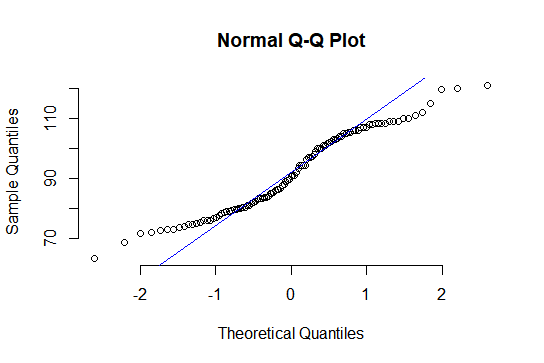 Normal Q-Q Plot
Sample Quantiles
110
90
70
-2 -1 0 1 2
Theoretical Quantiles